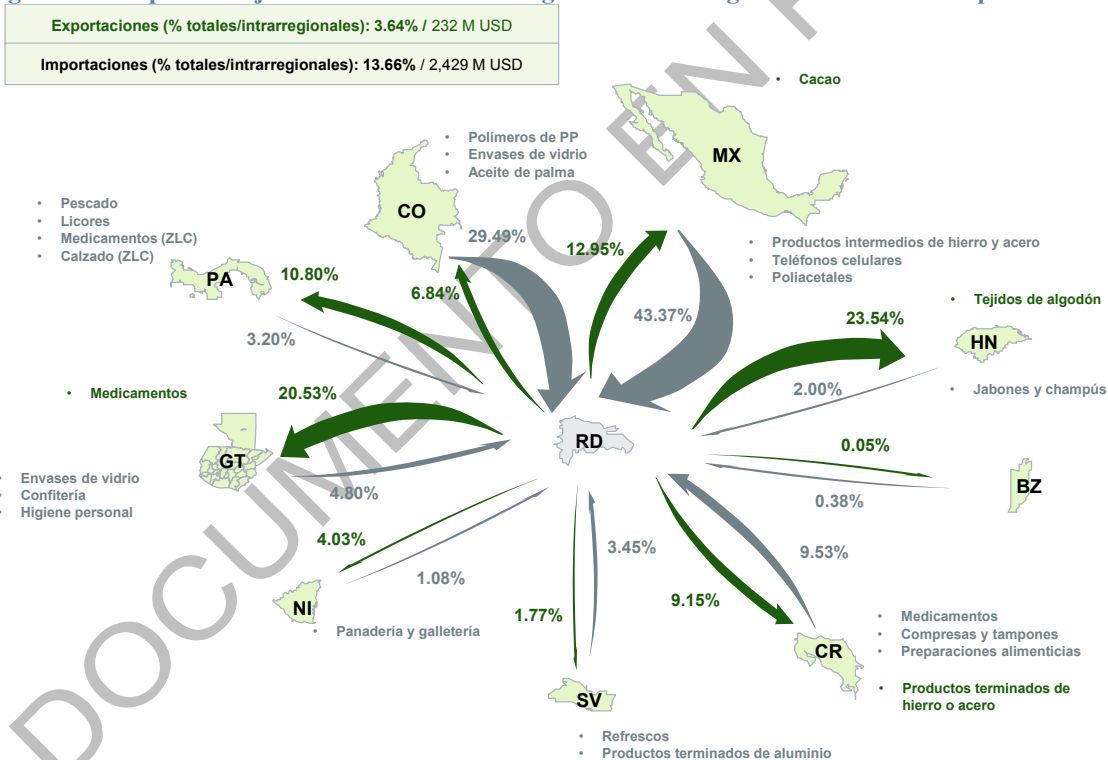 Exportaciones (% totales/intrarregionales): 3.64% / 232 M USD
Importaciones (% totales/intrarregionales): 13.66% / 2,429 M USD
• Cacao
MX
• Polímeros de PP
• Envases de vidrio
• Aceite de palma
CO
• Pescado
• Licores
• Medicamentos (ZLC)
• Calzado (ZLC)
PA
29.49%
12.95%
• Productos intermedios de hierro y acero
• Teléfonos celulares
• Poliacetales
10.80%
6.84%
43.37%
3.20%
• Tejidos de algodón
23.54%
HN
2.00%
• Jabones y champús
• Medicamentos
20.53%
GT
RD
0.05%
BZ
0.38%
• Envases de vidrio
• Confitería
• Higiene personal
4.80%
4.03%
1.08%
3.45%
9.53%
NI
• Panadería y galletería
1.77%
9.15%
• Medicamentos
• Compresas y tampones
• Preparaciones alimenticias
CR
• Productos terminados de
hierro o acero
SV
• Refrescos
• Productos terminados de aluminio
DOCUMENTO EN